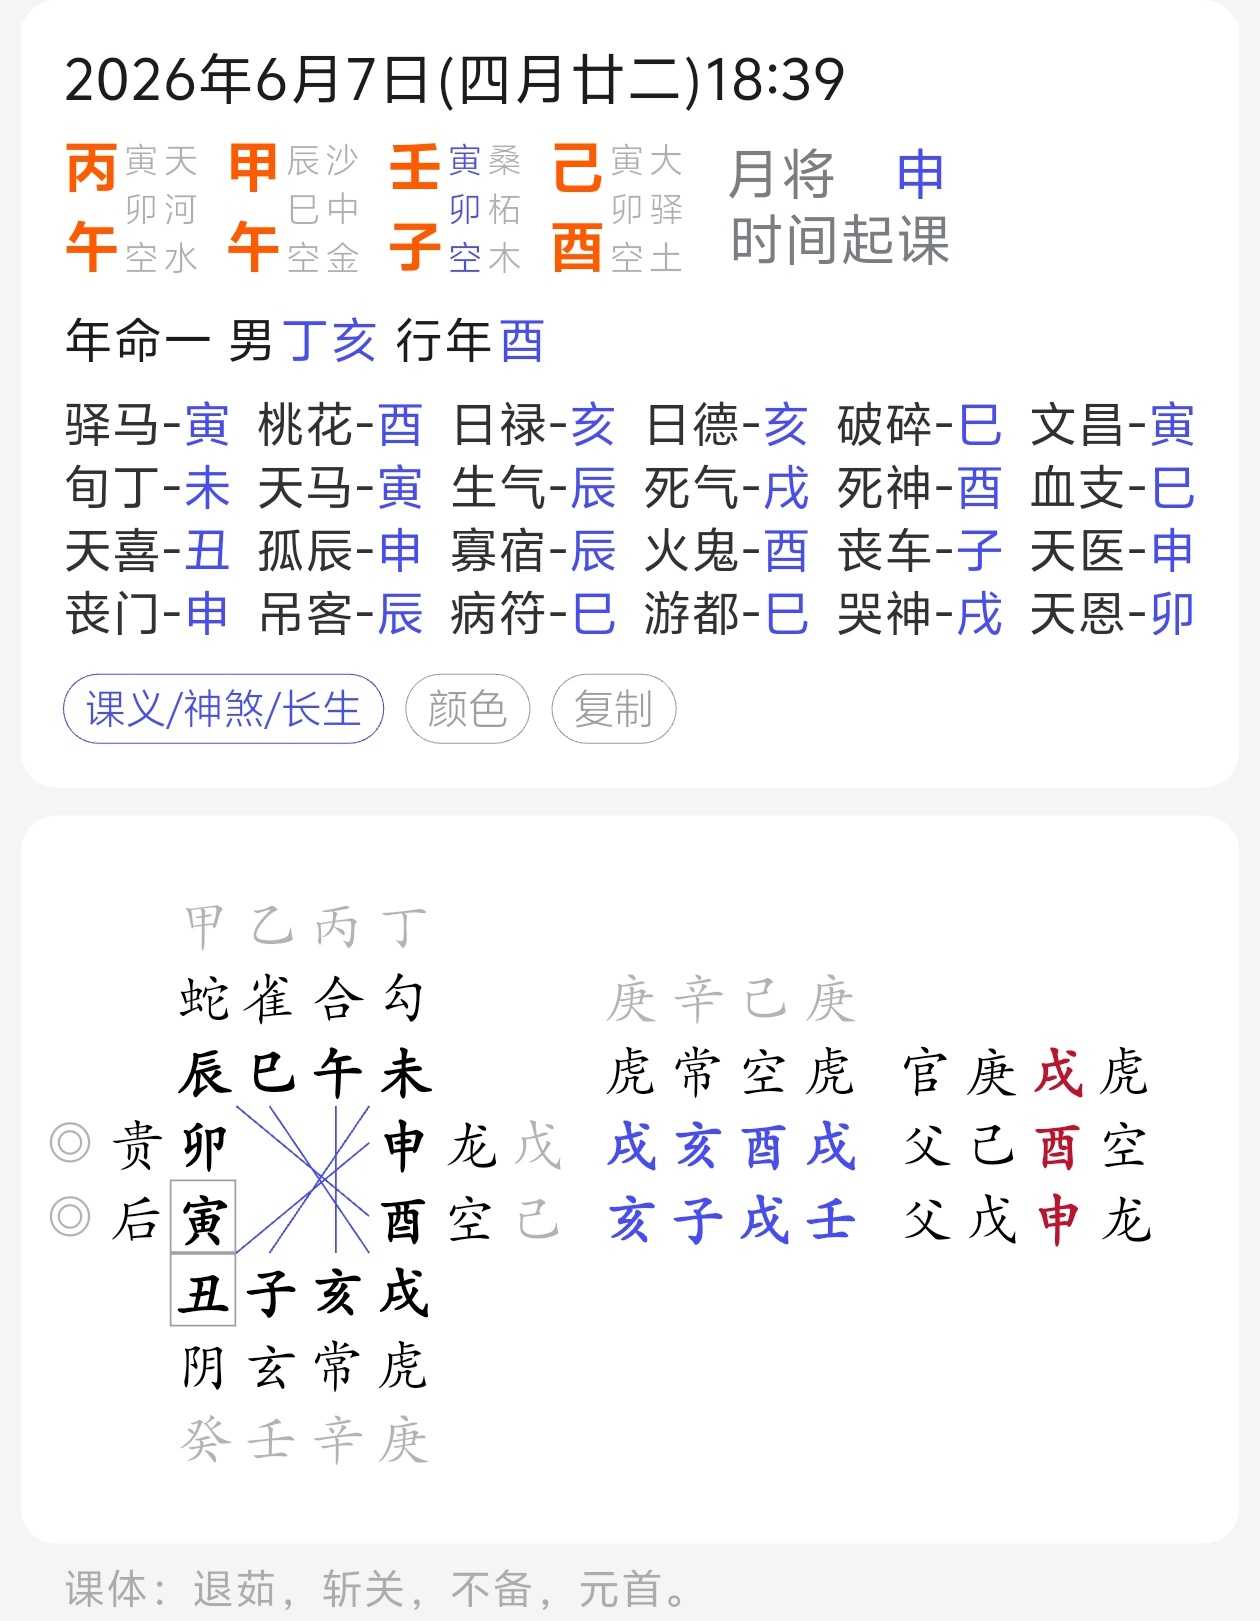 2026年6月7日(四月廿二)18:39
丙 寅天 甲 辰沙 壬 寅桑 己 寅大 月将 申
卯河 巳中 卯柘 卯驿
午 空水 午 空金 子 空木 酉 空土 时间起课
年命一 男丁亥 行年酉
驿马-寅 桃花-酉 日禄-亥 日德-亥 破碎-巳 文昌-寅
旬丁-未 天马-寅 生气-辰 死气-戌 死神-酉 血支-巳
天喜-丑 孤辰-申 寡宿-辰 火鬼-酉 丧车-子 天医-申
丧门-申 吊客-辰 病符-巳 游都-巳 哭神-戌 天恩-卯
课义/神煞/长生 颜色 复制
甲乙丙丁
蛇雀合勾 庚辛己庚
辰巳午未 虎常空虎 官庚戌虎
◎贵卯 申龙戊 戌亥酉戌 父己酉空
◎后寅 酉空己 亥子戌壬 父戊申龙
丑子亥戌
阴玄常虎
癸壬辛庚
课体：退茹，斩关，不备，元首。